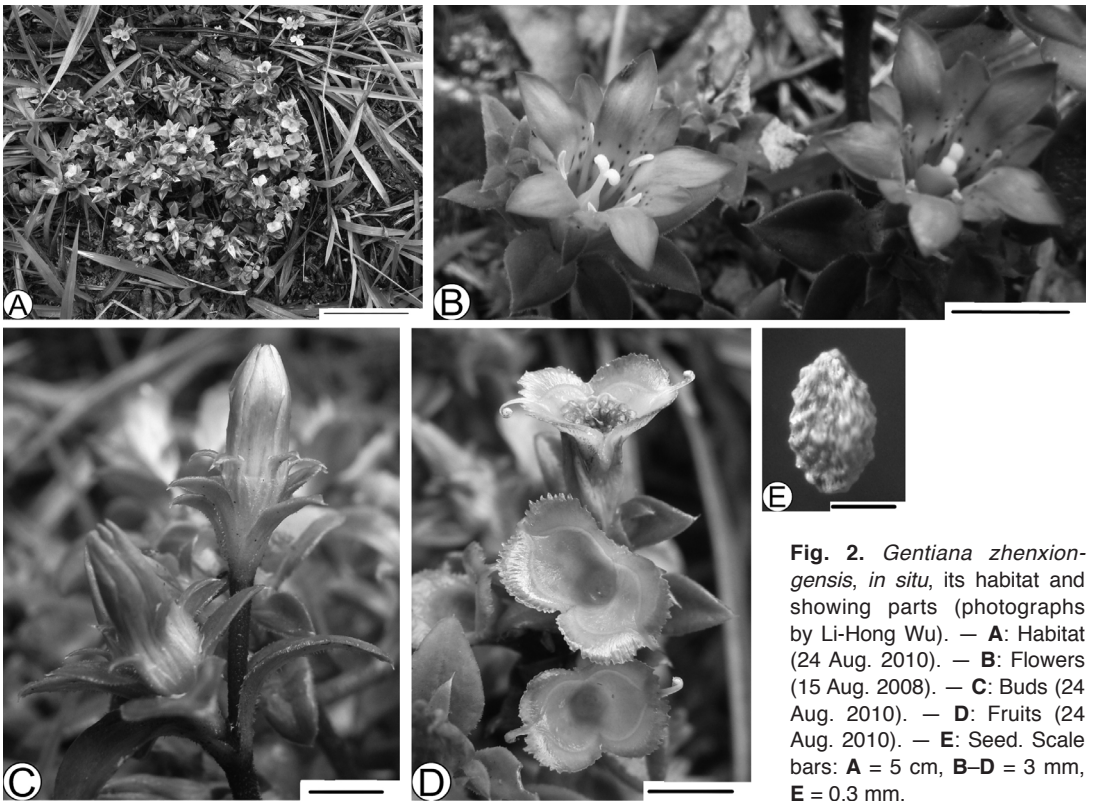 A
B
C
D
E
Fig. 2. Gentiana zhenxion-
gensis, in situ, its habitat and
showing parts (photographs
by Li-Hong Wu). — A: Habitat
(24 Aug. 2010). — B: Flowers
(15 Aug. 2008). — C: Buds (24
Aug. 2010). — D: Fruits (24
Aug. 2010). — E: Seed. Scale
bars: A = 5 cm, B–D = 3 mm,
E = 0.3 mm.